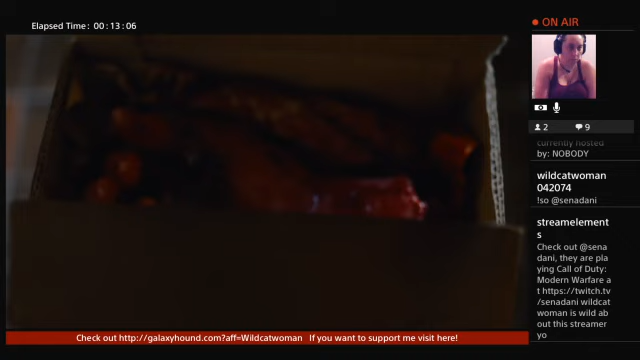 Elapsed Time: 00:13:06
ON AIR
2
9
currently hosted
by: NOBODY
wildcatwoman
042074
!so @senadani
streamelement
s
Check out @sena
dani, they are pla
ying Call of Duty:
Modern Warfare a
t https://twitch.tv
/senadani wildcat
woman is wild ab
out this streamer
yo
Check out http://galaxyhound.com?aff=Wildcatwoman If you want to support me visit here!